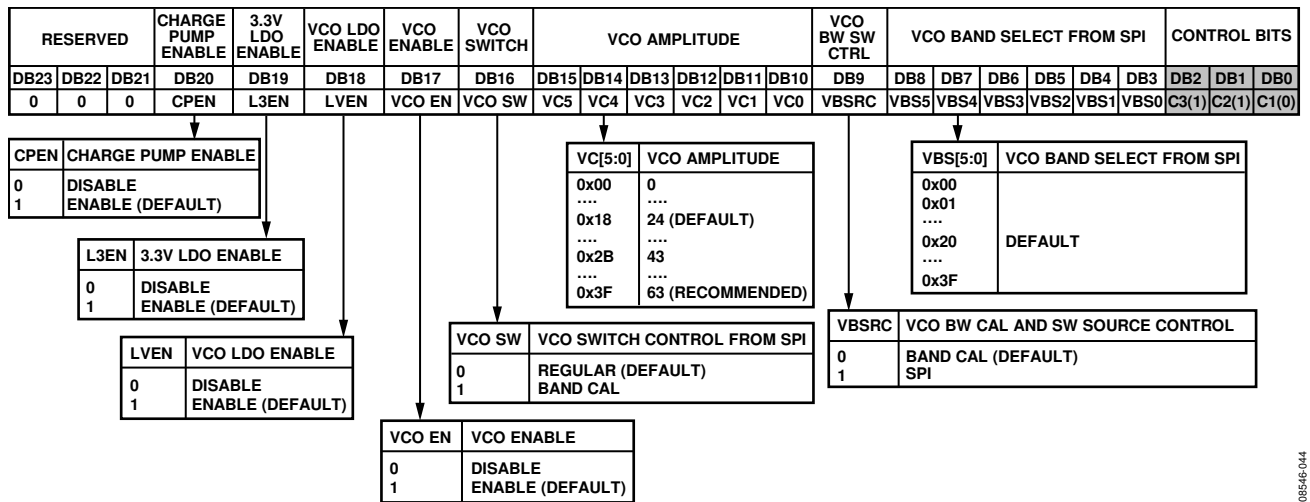 RESERVED
CHARGE PUMP ENABLE
3.3V LDO ENABLE
VCO LDO ENABLE
VCO ENABLE
VCO SWITCH
VCO AMPLITUDE
VCO BW SW CTRL
VCO BAND SELECT FROM SPI
CONTROL BITS
DB23 DB22 DB21 DB20 DB19 DB18 DB17 DB16 DB15 DB14 DB13 DB12 DB11 DB10 DB9 DB8 DB7 DB6 DB5 DB4 DB3 DB2 DB1 DB0
0 0 0 CPEN L3EN LVEN VCO EN VCO SW VC5 VC4 VC3 VC2 VC1 VC0 VBSRC VBS5 VBS4 VBS3 VBS2 VBS1 VBS0 C3(1) C2(1) C1(0)
CPEN CHARGE PUMP ENABLE
0 DISABLE
1 ENABLE (DEFAULT)
L3EN 3.3V LDO ENABLE
0 DISABLE
1 ENABLE (DEFAULT)
LVEN VCO LDO ENABLE
0 DISABLE
1 ENABLE (DEFAULT)
VCO EN VCO ENABLE
0 DISABLE
1 ENABLE (DEFAULT)
VCO SW VCO SWITCH CONTROL FROM SPI
0 REGULAR (DEFAULT)
1 BAND CAL
VC[5:0] VCO AMPLITUDE
0x00 0
.... ....
0x18 24 (DEFAULT)
.... ....
0x2B 43
.... ....
0x3F 63 (RECOMMENDED)
VBSRC VCO BW CAL AND SW SOURCE CONTROL
0 BAND CAL (DEFAULT)
1 SPI
VBS[5:0] VCO BAND SELECT FROM SPI
0x00
0x01
....
0x20 DEFAULT
....
0x3F
08546-044